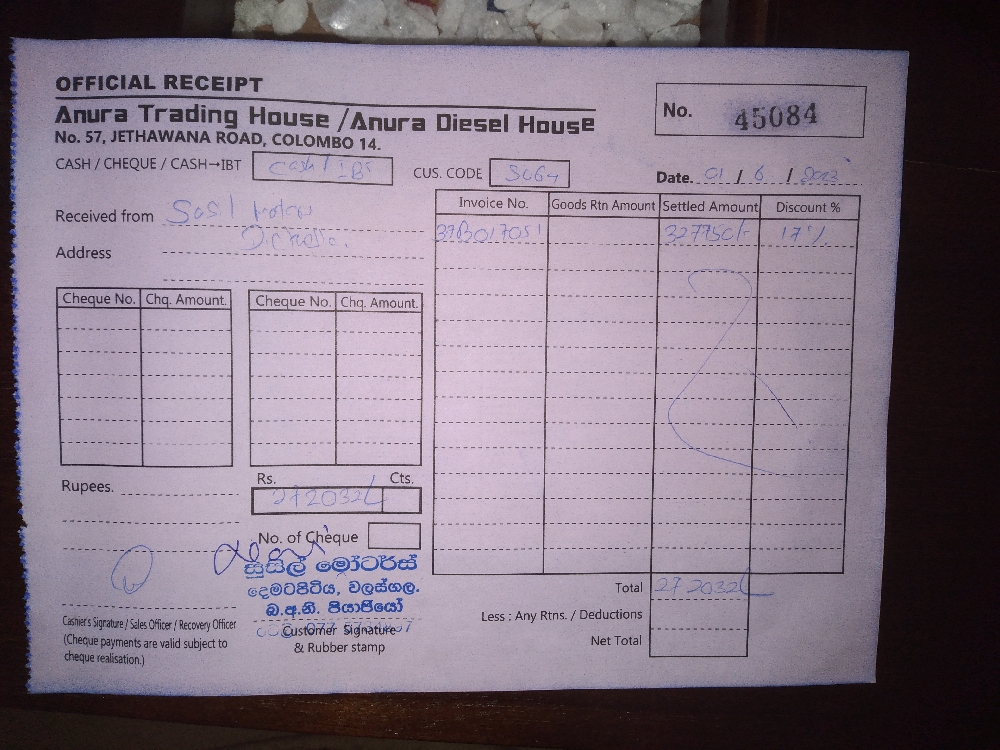 OFFICIAL RECEIPT
Anura Trading House / Anura Diesel House
No. 57, JETHAWANA ROAD, COLOMBO 14.
No. 45084
CASH / CHEQUE / CASH→IBT Cash / IBT
CUS. CODE
Date. 01 / 6 / 2023
Received from
Address
Invoice No. Goods Rtn Amount Settled Amount Discount %
327750/- 17%
Cheque No. Chq. Amount. Cheque No. Chq. Amount.
Rupees.
Rs. Cts.
272032/-
No. of Cheque
සුසිල් මෝටර්ස්
දෙමටපිටිය, වලස්ගල.
බ.අ.නි. පියාජියෝ
Total 272032/-
Less : Any Rtns. / Deductions
Net Total
Cashier's Signature / Sales Officer / Recovery Officer
(Cheque payments are valid subject to
cheque realisation.)
Customer Signature
& Rubber stamp